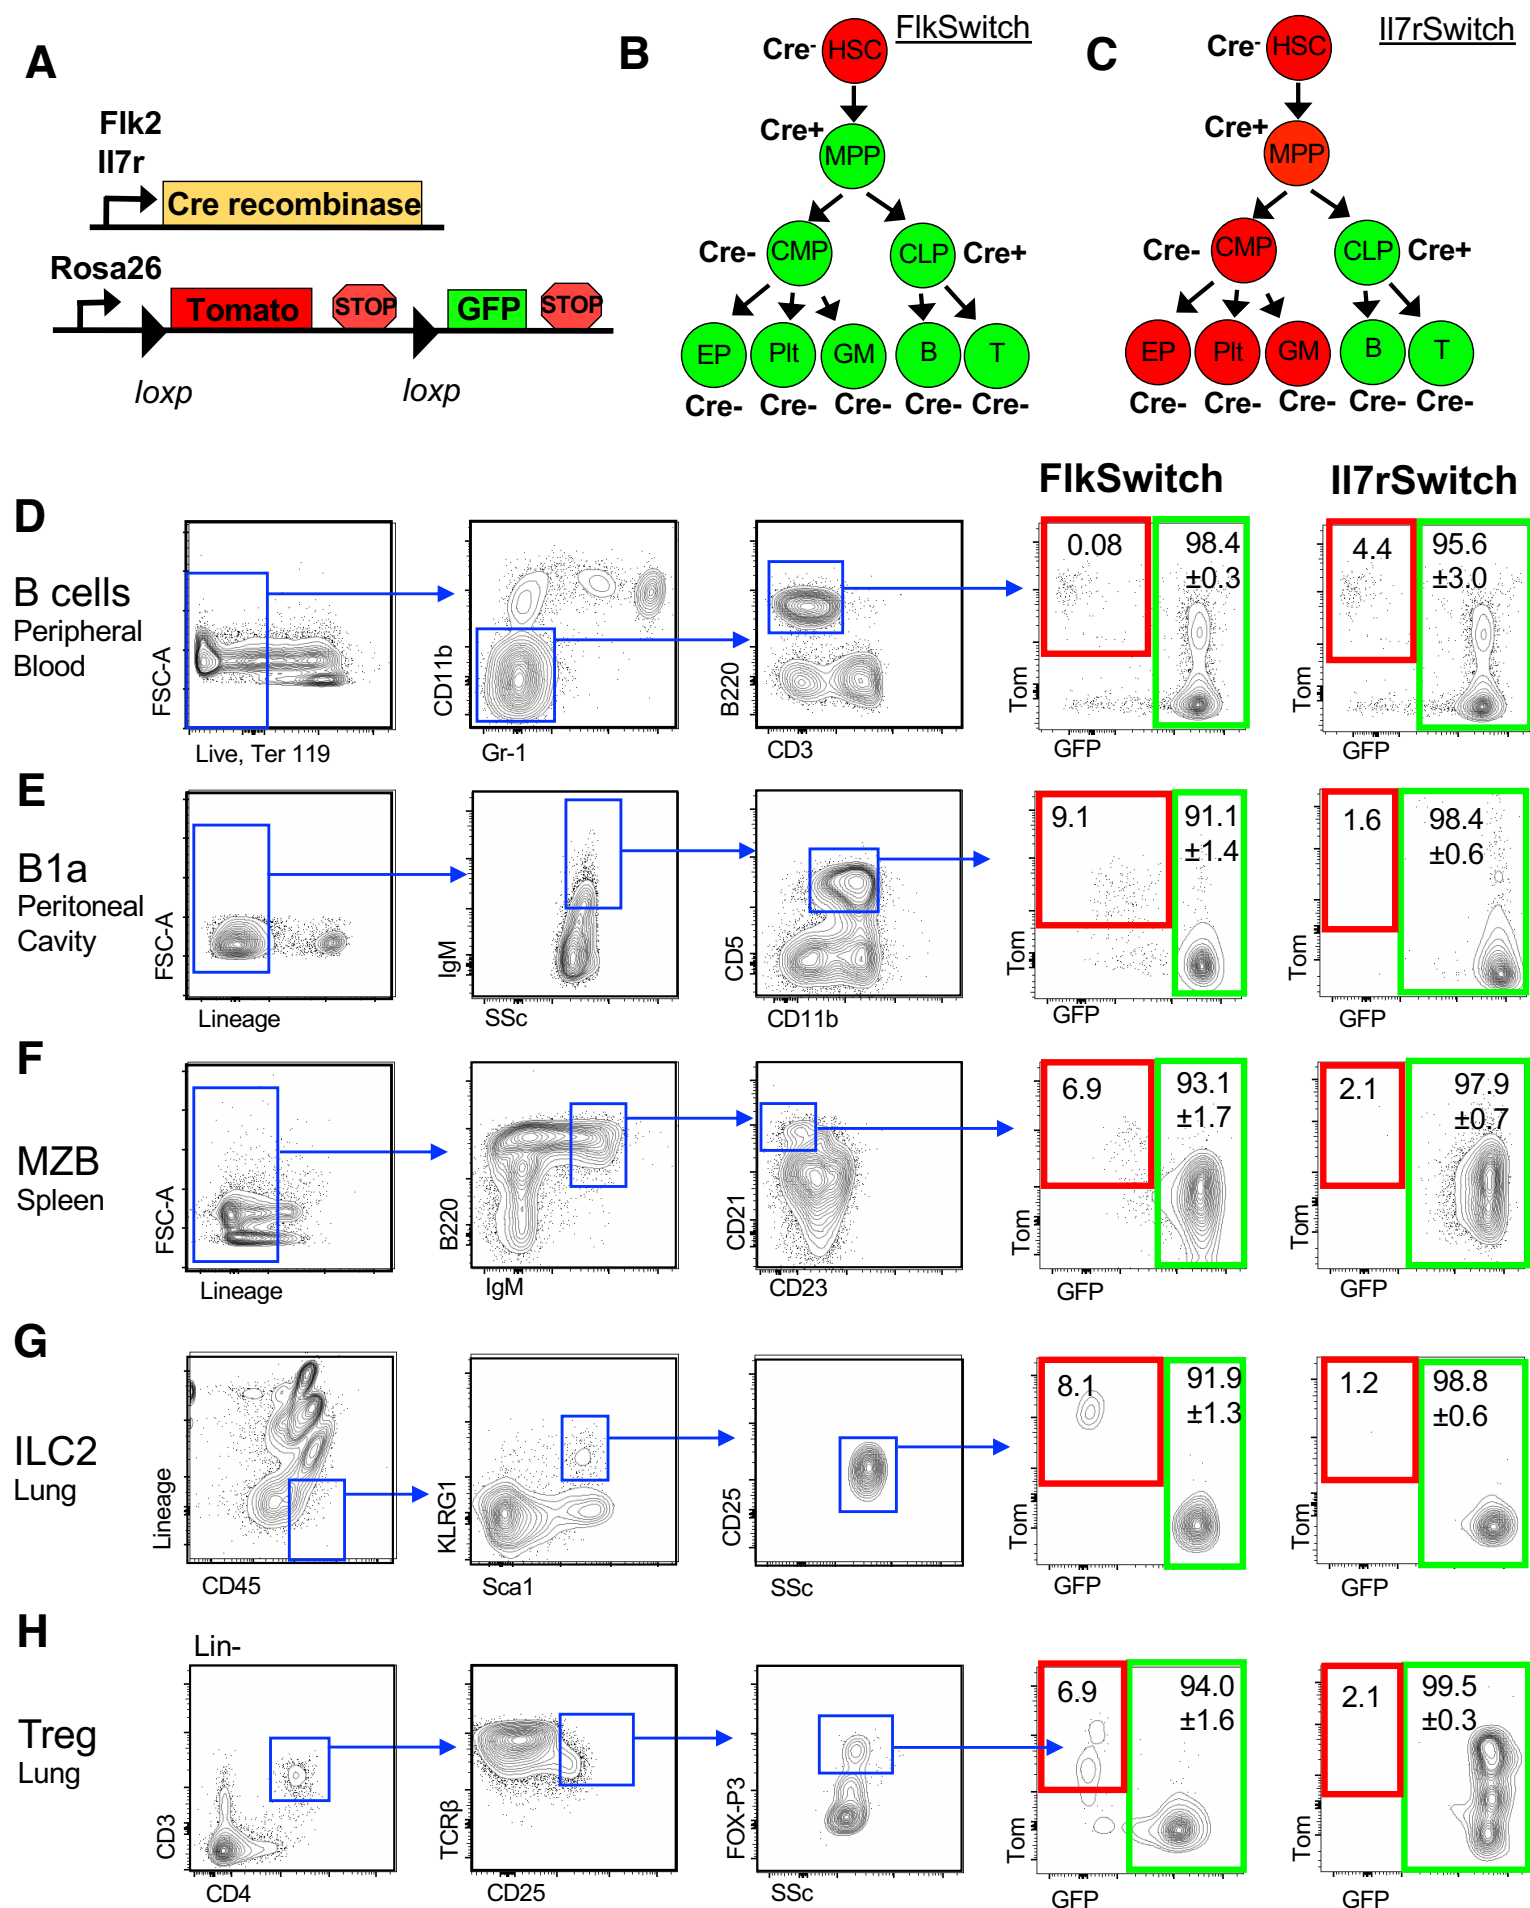 A
Flk2
Il7r
Cre recombinase
Rosa26
Tomato
STOP
GFP
STOP
loxp
loxp
B
FlkSwitch
Cre-
HSC
Cre+
MPP
Cre-
CMP
CLP
Cre+
EP
Plt
GM
B
T
Cre-
Cre-
Cre-
Cre-
Cre-
C
Il7rSwitch
Cre-
HSC
Cre+
MPP
Cre-
CMP
CLP
Cre+
EP
Plt
GM
B
T
Cre-
Cre-
Cre-
Cre-
Cre-
FlkSwitch
Il7rSwitch
D
B cells
Peripheral
Blood
FSC-A
Live, Ter 119
CD11b
Gr-1
B220
CD3
0.08
98.4
±0.3
Tom
GFP
4.4
95.6
±3.0
Tom
GFP
E
B1a
Peritoneal
Cavity
FSC-A
Lineage
IgM
SSc
CD5
CD11b
9.1
91.1
±1.4
Tom
GFP
1.6
98.4
±0.6
Tom
GFP
F
MZB
Spleen
FSC-A
Lineage
B220
IgM
CD21
CD23
6.9
93.1
±1.7
Tom
GFP
2.1
97.9
±0.7
Tom
GFP
G
ILC2
Lung
Lineage
CD45
KLRG1
Sca1
CD25
SSc
8.1
91.9
±1.3
Tom
GFP
1.2
98.8
±0.6
Tom
GFP
H
Lin-
Treg
Lung
CD3
CD4
TCRβ
CD25
FOX-P3
SSc
6.9
94.0
±1.6
Tom
GFP
2.1
99.5
±0.3
Tom
GFP